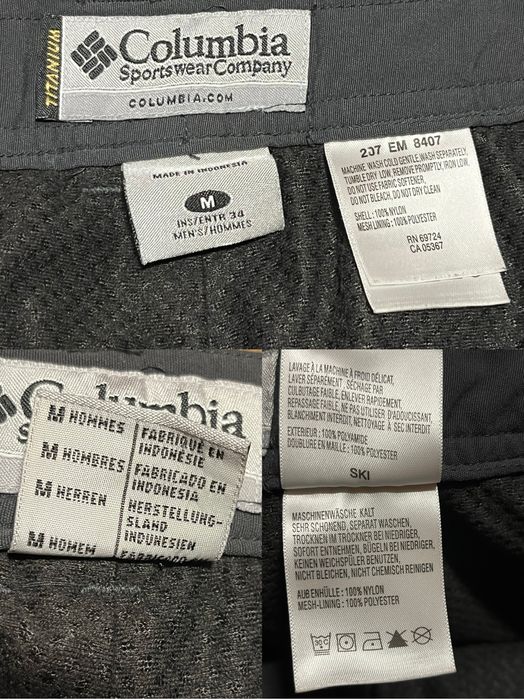 TITANIUM
Columbia
Sportswear Company
COLUMBIA.COM
MADE IN INDONESIA
M
INS/ENTR 34
MEN'S/HOMMES
237 EM 8407
MACHINE WASH COLD GENTLE, WASH SEPARATELY,
TUMBLE DRY LOW, REMOVE PROMPTLY, IRON LOW,
DO NOT USE FABRIC SOFTENER,
DO NOT BLEACH, DO NOT DRY CLEAN
SHELL : 100% NYLON
MESH LINING : 100% POLYESTER
RN 69724
CA 05367
Columbia
M HOMMES
FABRIQUÉ EN
INDONÉSIE
M HOMBRES
FABRICADO EN
INDONESIA
M HERREN
HERSTELLUNG-
SLAND
INDUNESIEN
M HOMEM
LAVAGE À LA MACHINE À FROID DÉLICAT,
LAVER SÉPARÉMENT, SÉCHAGE PAR
CULBUTAGE FAIBLE, ENLEVER RAPIDEMENT,
REPASSAGE FAIBLE, NE PAS UTILISER D'ADOUCISSANT,
BLANCHIMENT INTERDIT, NETTOYAGE À SEC INTERDIT
EXTERIEUR : 100% POLYAMIDE
DOUBLURE EN MAILLE : 100% POLYESTER
SKI
MASCHINENWÄSCHE KALT
SEHR SCHONEND, SEPARAT WASCHEN,
TROCKNEN IM TROCKNER BEI NIEDRIGER,
SOFORT ENTNEHMEN, BÜGELN BEI NIEDRIGER,
KEINEN WEICHSPÜLER BENUTZEN,
NICHT BLEICHEN, NICHT CHEMISCH REINIGEN
AUßENHÜLLE : 100% NYLON
MESH-LINING : 100% POLYESTER